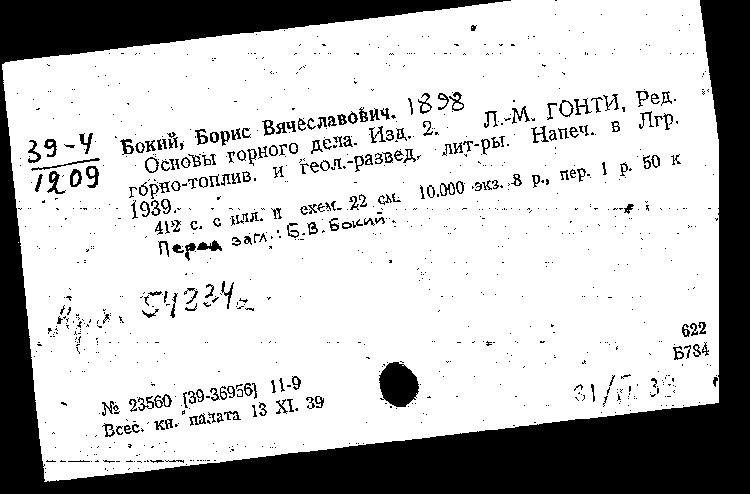 39-4
1209
Бокий, Борис Вячеславович. 1898
Основы горного дела. Изд. 2. Л.-М. ГОНТИ, Ред.
горно-топлив. и геол.-развед. лит-ры. Напеч. в Лгр.
1939.
412 с. с илл. и схем. 22 см. 10.000 экз. 8 р., пер. 1 р. 50 к
Перед загл.: Б.В. Бокий.
54234
622
Б784
№ 23560 [39-36956] 11-9
Всес. кн. палата 13 XI. 39